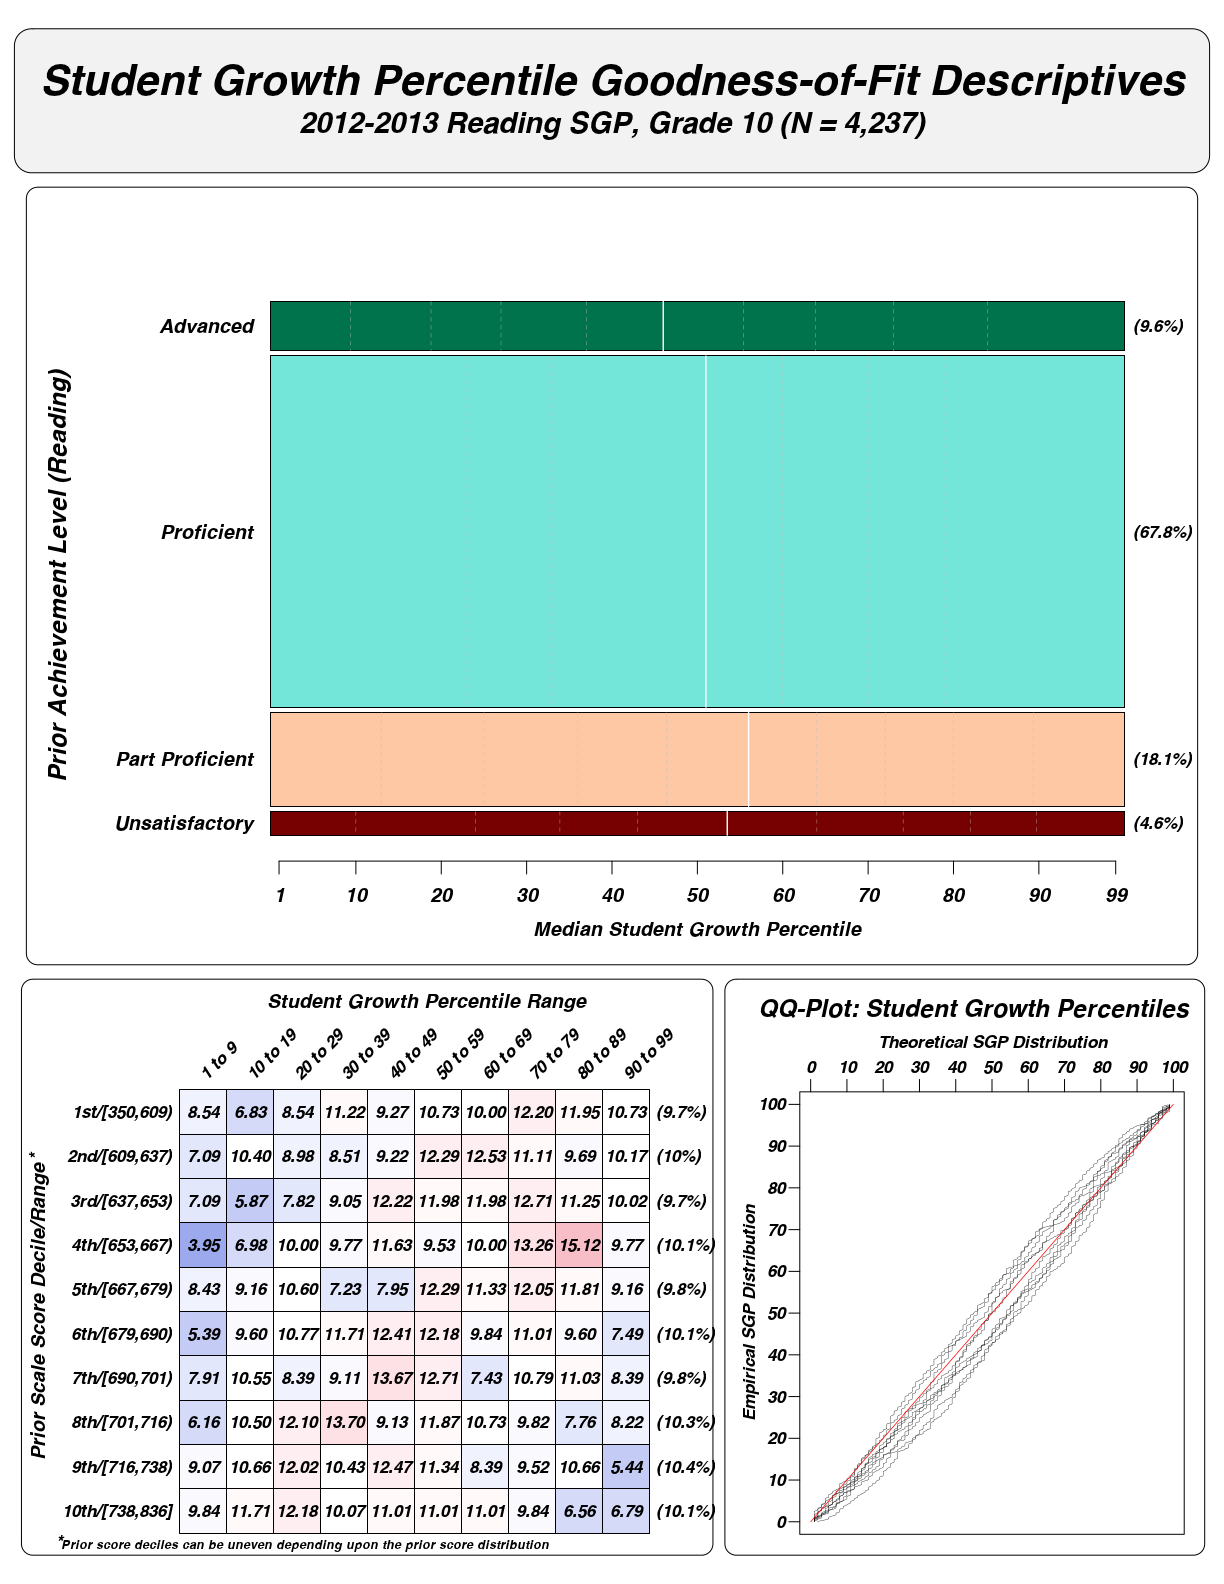 Student Growth Percentile Goodness-of-Fit Descriptives
2012-2013 Reading SGP, Grade 10 (N = 4,237)
Prior Achievement Level (Reading)
Advanced (9.6%)
Proficient (67.8%)
Part Proficient (18.1%)
Unsatisfactory (4.6%)
1 10 20 30 40 50 60 70 80 90 99
Median Student Growth Percentile
Student Growth Percentile Range
1 to 9 10 to 19 20 to 29 30 to 39 40 to 49 50 to 59 60 to 69 70 to 79 80 to 89 90 to 99
Prior Scale Score Decile/Range*
1st/[350,609) 8.54 6.83 8.54 11.22 9.27 10.73 10.00 12.20 11.95 10.73 (9.7%)
2nd/[609,637) 7.09 10.40 8.98 8.51 9.22 12.29 12.53 11.11 9.69 10.17 (10%)
3rd/[637,653) 7.09 5.87 7.82 9.05 12.22 11.98 11.98 12.71 11.25 10.02 (9.7%)
4th/[653,667) 3.95 6.98 10.00 9.77 11.63 9.53 10.00 13.26 15.12 9.77 (10.1%)
5th/[667,679) 8.43 9.16 10.60 7.23 7.95 12.29 11.33 12.05 11.81 9.16 (9.8%)
6th/[679,690) 5.39 9.60 10.77 11.71 12.41 12.18 9.84 11.01 9.60 7.49 (10.1%)
7th/[690,701) 7.91 10.55 8.39 9.11 13.67 12.71 7.43 10.79 11.03 8.39 (9.8%)
8th/[701,716) 6.16 10.50 12.10 13.70 9.13 11.87 10.73 9.82 7.76 8.22 (10.3%)
9th/[716,738) 9.07 10.66 12.02 10.43 12.47 11.34 8.39 9.52 10.66 5.44 (10.4%)
10th/[738,836] 9.84 11.71 12.18 10.07 11.01 11.01 11.01 9.84 6.56 6.79 (10.1%)
*Prior score deciles can be uneven depending upon the prior score distribution
QQ-Plot: Student Growth Percentiles
Theoretical SGP Distribution
0 10 20 30 40 50 60 70 80 90 100
Empirical SGP Distribution
100
90
80
70
60
50
40
30
20
10
0